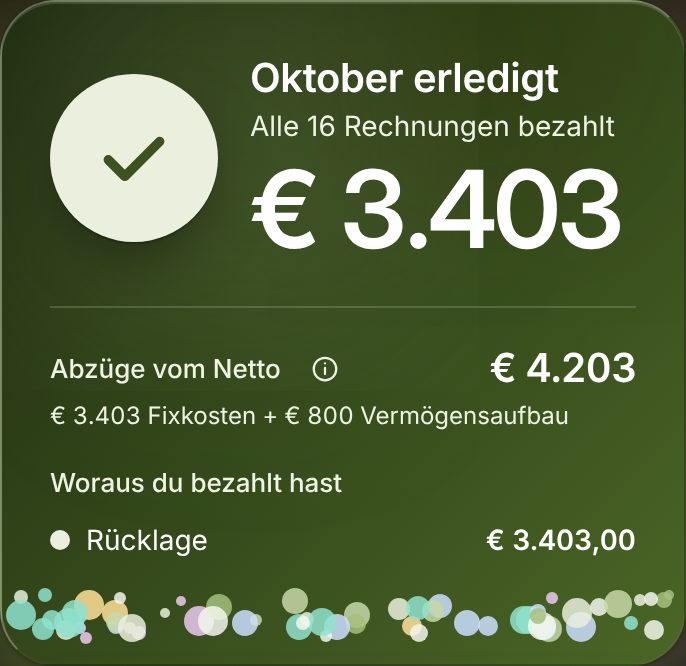 Oktober erledigt
Alle 16 Rechnungen bezahlt
€ 3.403
Abzüge vom Netto
€ 4.203
€ 3.403 Fixkosten + € 800 Vermögensaufbau
Woraus du bezahlt hast
Rücklage
€ 3.403,00